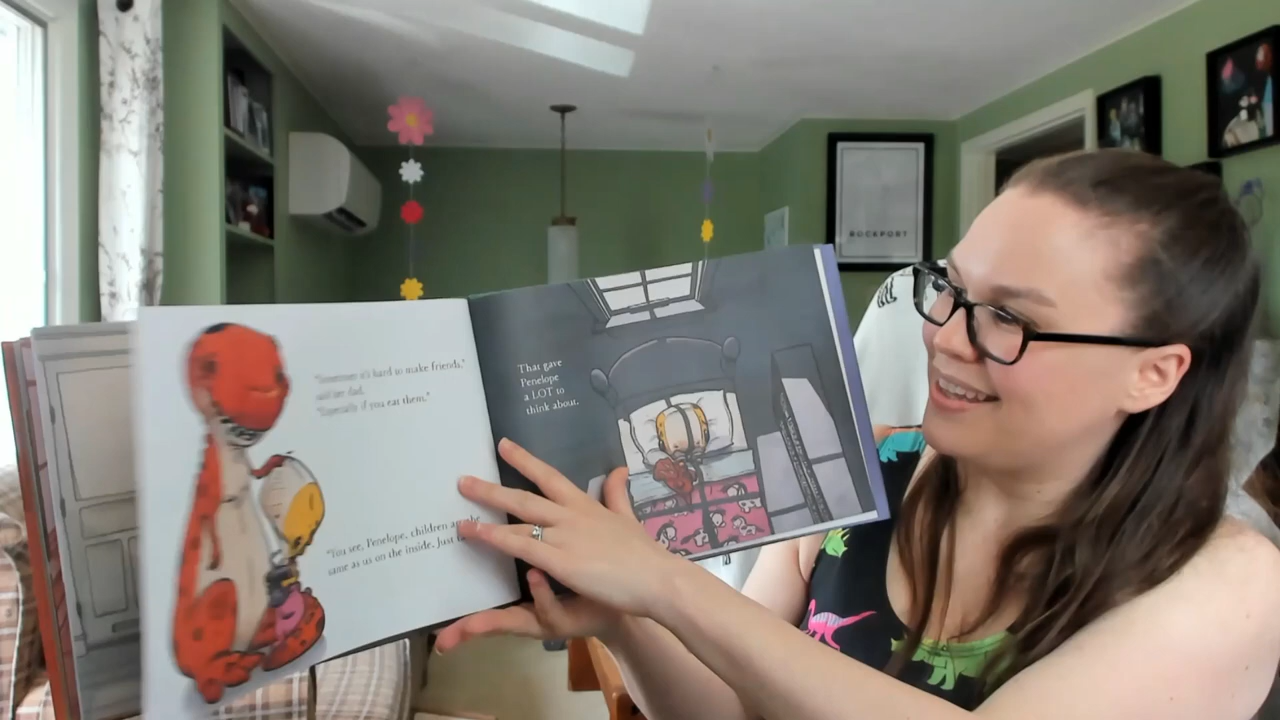 "Sometimes it's hard to make friends,"
said her dad.
"Especially if you eat them."
"You see, Penelope, children are the
same as us on the inside. Just
That gave
Penelope
a LOT to
think about.
ROCKPORT